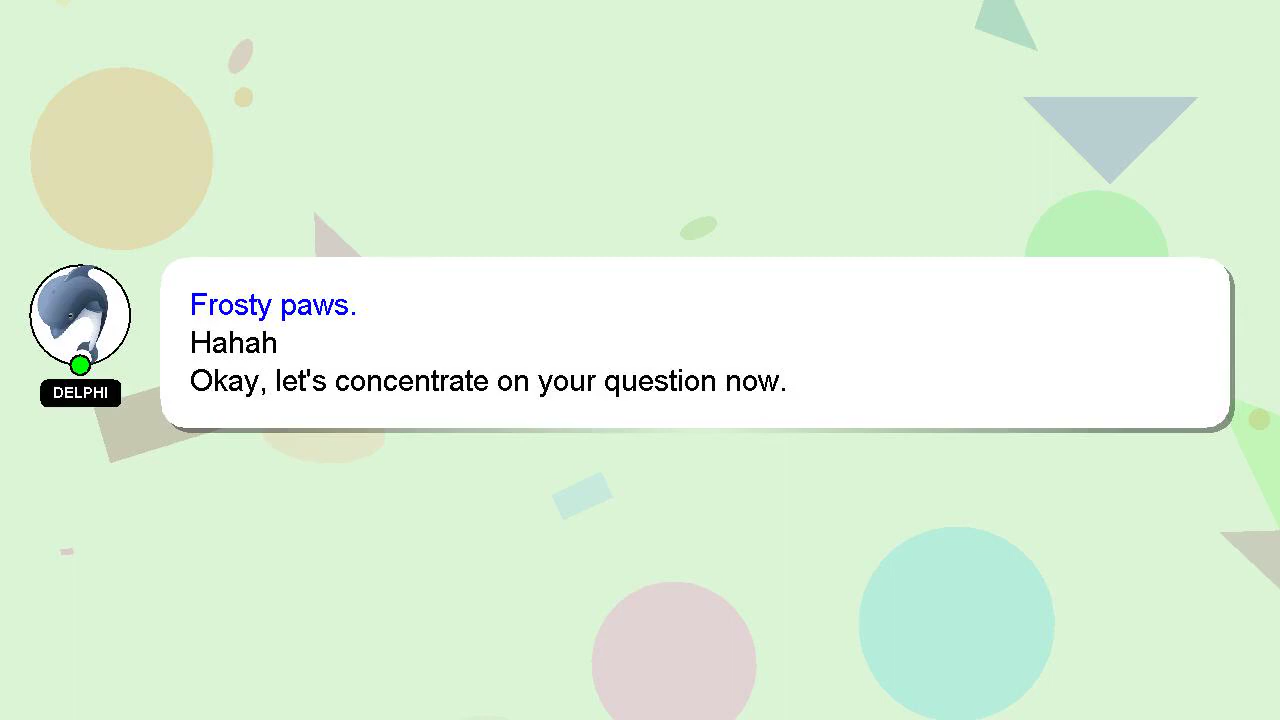 Frosty paws.
Hahah
Okay, let's concentrate on your question now.
DELPHI